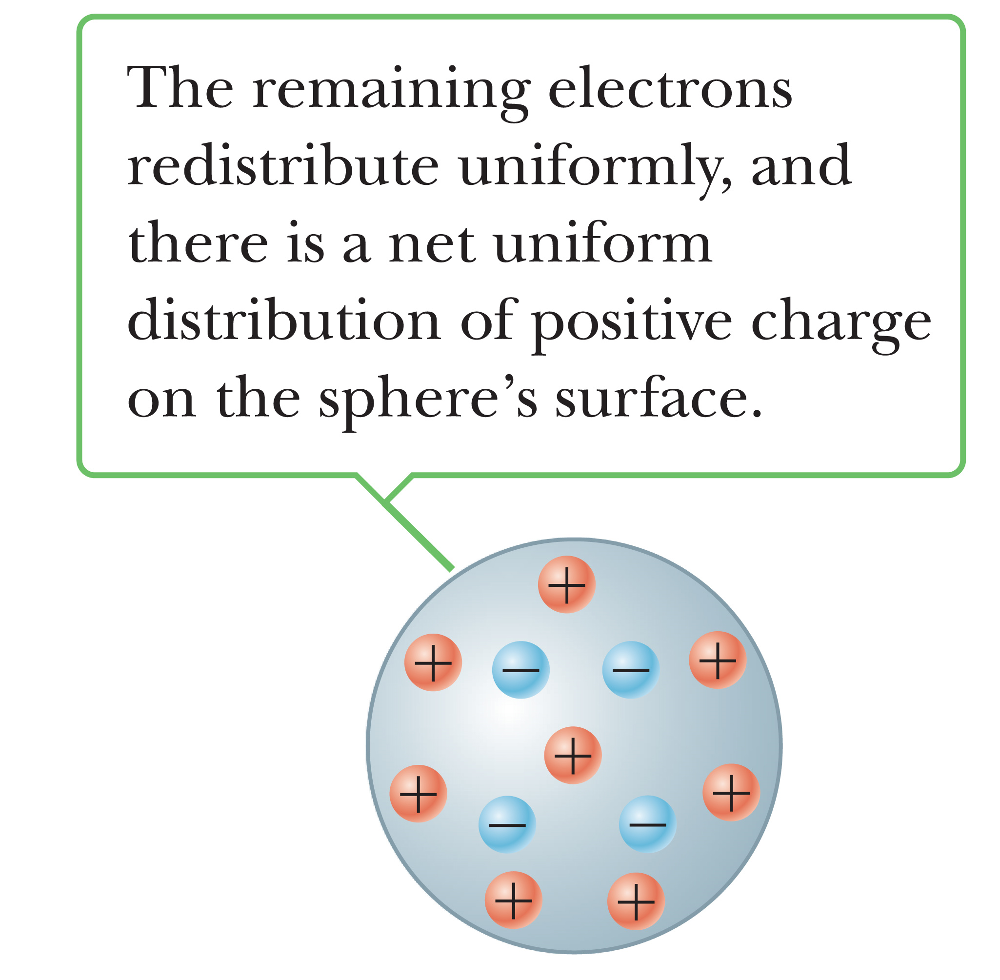 The remaining electrons
redistribute uniformly, and
there is a net uniform
distribution of positive charge
on the sphere’s surface.
+
+ − − +
+
+ +
− −
+ +